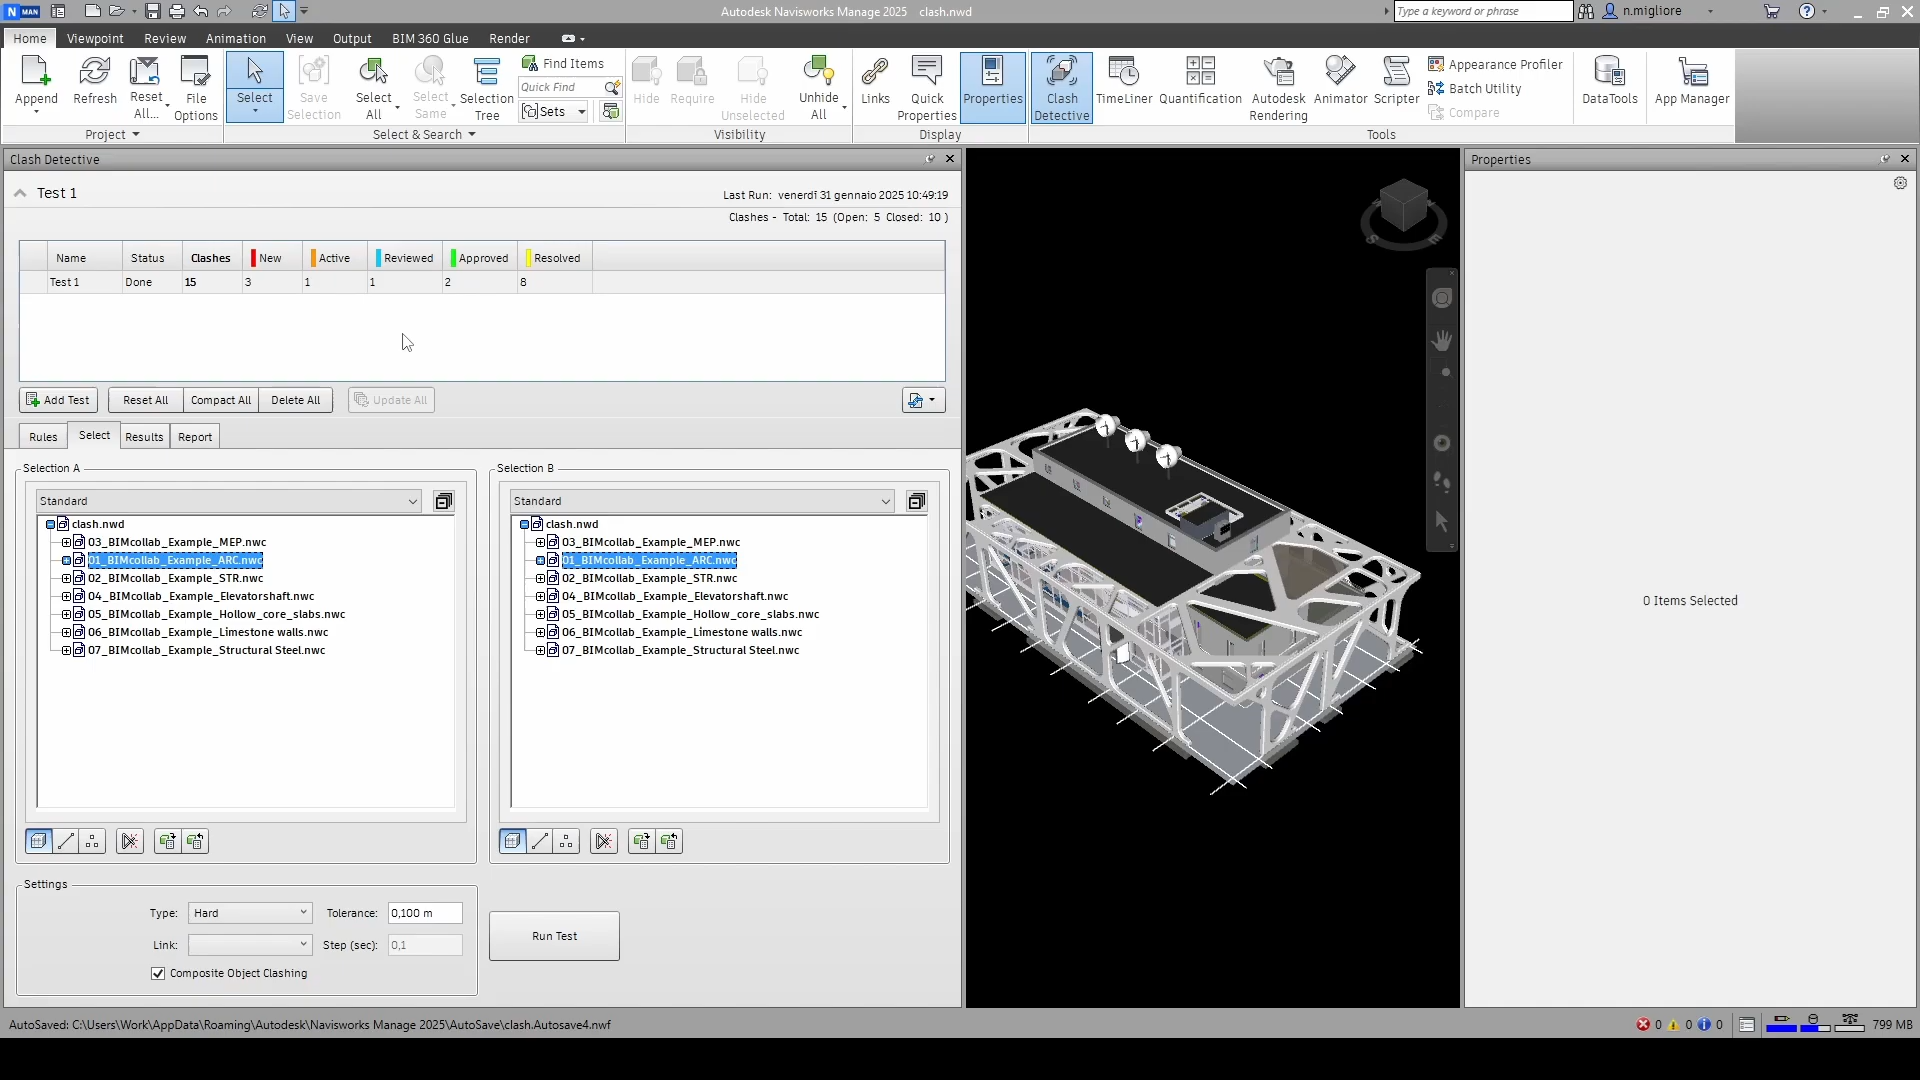 N MAN
Autodesk Navisworks Manage 2025 clash.nwd
Type a keyword or phrase
n.migliore
Home Viewpoint Review Animation View Output BIM 360 Glue Render
Append
Refresh
Reset All...
File Options
Project
Select
Save Selection
Select All
Select Same
Selection Tree
Find Items
Quick Find
Sets
Select & Search
Hide
Require
Hide Unselected
Unhide All
Visibility
Links
Quick Properties
Properties
Display
Clash Detective
TimeLiner
Quantification
Autodesk Rendering
Animator
Scripter
Appearance Profiler
Batch Utility
Compare
Tools
DataTools
App Manager
Clash Detective
Test 1
Last Run: venerdì 31 gennaio 2025 10:49:19
Clashes - Total: 15 (Open: 5 Closed: 10 )
Name Status Clashes New Active Reviewed Approved Resolved
Test 1 Done 15 3 1 1 2 8
Add Test Reset All Compact All Delete All Update All
Rules Select Results Report
Selection A
Standard
clash.nwd
03_BIMcollab_Example_MEP.nwc
01_BIMcollab_Example_ARC.nwc
02_BIMcollab_Example_STR.nwc
04_BIMcollab_Example_Elevatorshaft.nwc
05_BIMcollab_Example_Hollow_core_slabs.nwc
06_BIMcollab_Example_Limestone walls.nwc
07_BIMcollab_Example_Structural Steel.nwc
Selection B
Standard
clash.nwd
03_BIMcollab_Example_MEP.nwc
01_BIMcollab_Example_ARC.nwc
02_BIMcollab_Example_STR.nwc
04_BIMcollab_Example_Elevatorshaft.nwc
05_BIMcollab_Example_Hollow_core_slabs.nwc
06_BIMcollab_Example_Limestone walls.nwc
07_BIMcollab_Example_Structural Steel.nwc
Settings
Type: Hard Tolerance: 0,100 m
Link: Step (sec): 0,1
Composite Object Clashing
Run Test
Properties
0 Items Selected
AutoSaved: C:\Users\Work\AppData\Roaming\Autodesk\Navisworks Manage 2025\AutoSave\clash.Autosave4.nwf
0 0 0 799 MB